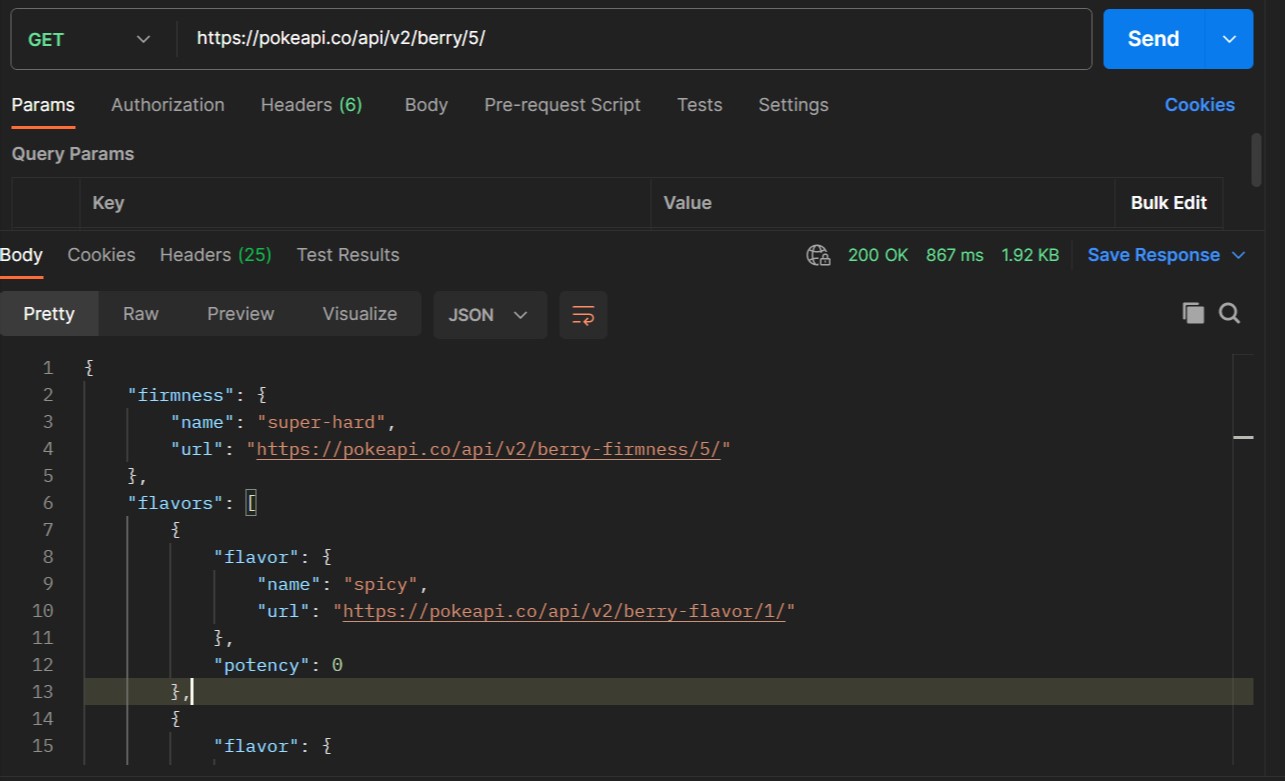 GET https://pokeapi.co/api/v2/berry/5/ Send
Params Authorization Headers (6) Body Pre-request Script Tests Settings Cookies
Query Params
Key Value Bulk Edit
Body Cookies Headers (25) Test Results 200 OK 867 ms 1.92 KB Save Response
Pretty Raw Preview Visualize JSON
1 {
2 "firmness": {
3 "name": "super-hard",
4 "url": "https://pokeapi.co/api/v2/berry-firmness/5/"
5 },
6 "flavors": [
7 {
8 "flavor": {
9 "name": "spicy",
10 "url": "https://pokeapi.co/api/v2/berry-flavor/1/"
11 },
12 "potency": 0
13 },
14 {
15 "flavor": {